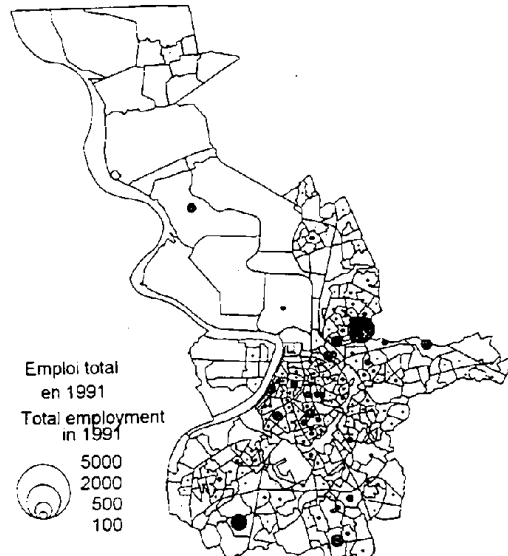 Emploi total
en 1991
Total employment
in 1991
5000
2000
500
100